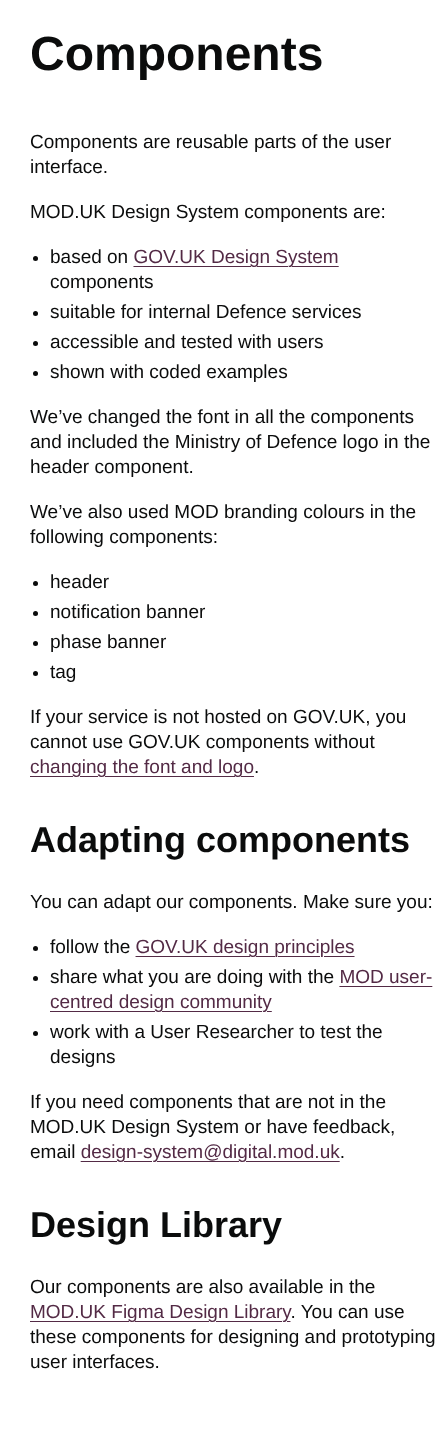 Components
Components are reusable parts of the user
interface.
MOD.UK Design System components are:
• based on GOV.UK Design System
components
• suitable for internal Defence services
• accessible and tested with users
• shown with coded examples
We’ve changed the font in all the components
and included the Ministry of Defence logo in the
header component.
We’ve also used MOD branding colours in the
following components:
• header
• notification banner
• phase banner
• tag
If your service is not hosted on GOV.UK, you
cannot use GOV.UK components without
changing the font and logo.
Adapting components
You can adapt our components. Make sure you:
• follow the GOV.UK design principles
• share what you are doing with the MOD user-
centred design community
• work with a User Researcher to test the
designs
If you need components that are not in the
MOD.UK Design System or have feedback,
email design-system@digital.mod.uk.
Design Library
Our components are also available in the
MOD.UK Figma Design Library. You can use
these components for designing and prototyping
user interfaces.